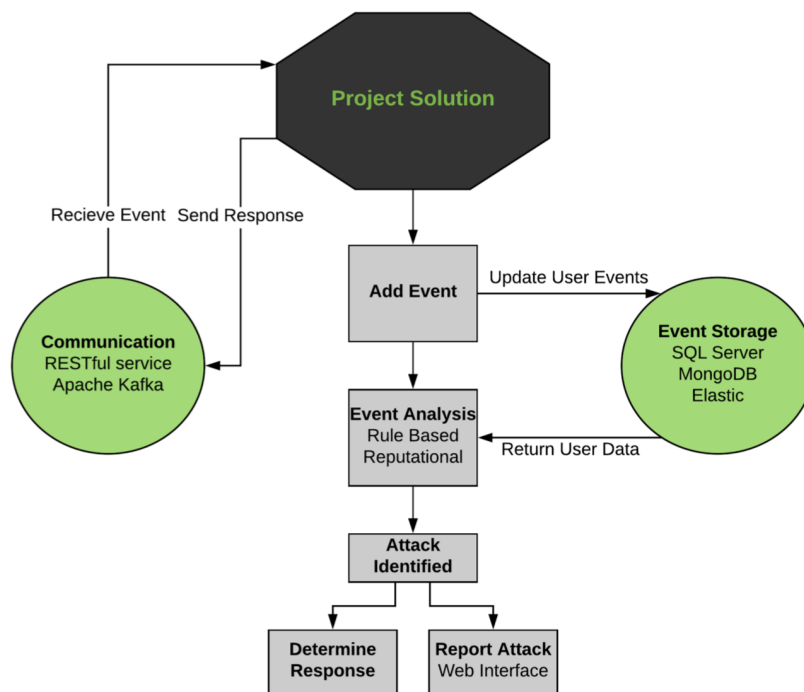 Project Solution
Recieve Event
Send Response
Add Event
Update User Events
Communication
RESTful service
Apache Kafka
Event Storage
SQL Server
MongoDB
Elastic
Event Analysis
Rule Based
Reputational
Return User Data
Attack
Identified
Determine
Response
Report Attack
Web Interface